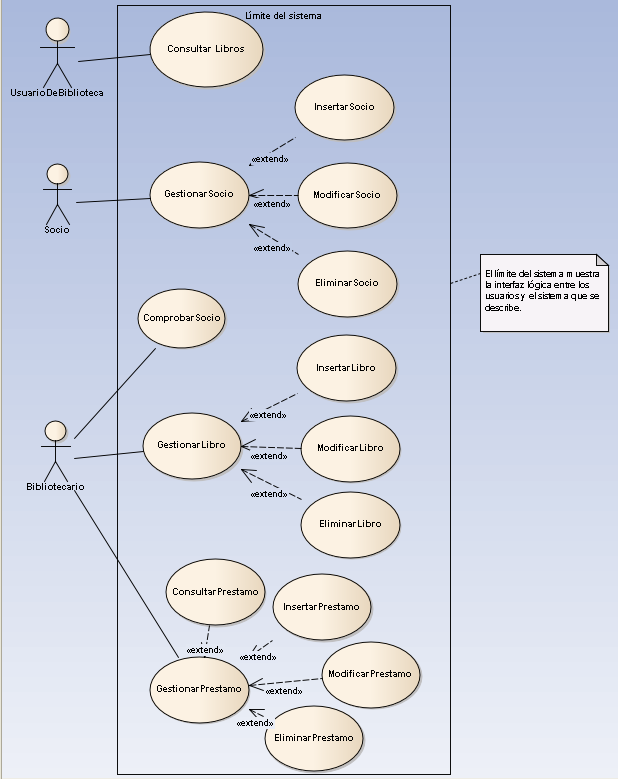 Límite del sistema
Consultar Libros
UsuarioDeBiblioteca
InsertarSocio
«extend»
GestionarSocio
ModificarSocio
«extend»
Socio
«extend»
EliminarSocio
El límite del sistema muestra
la interfaz lógica entre los
usuarios y el sistema que se
describe.
ComprobarSocio
InsertarLibro
«extend»
GestionarLibro
ModificarLibro
«extend»
Bibliotecario
«extend»
EliminarLibro
ConsultarPrestamo
InsertarPrestamo
«extend»
«extend»
ModificarPrestamo
GestionarPrestamo
«extend»
«extend»
EliminarPrestamo